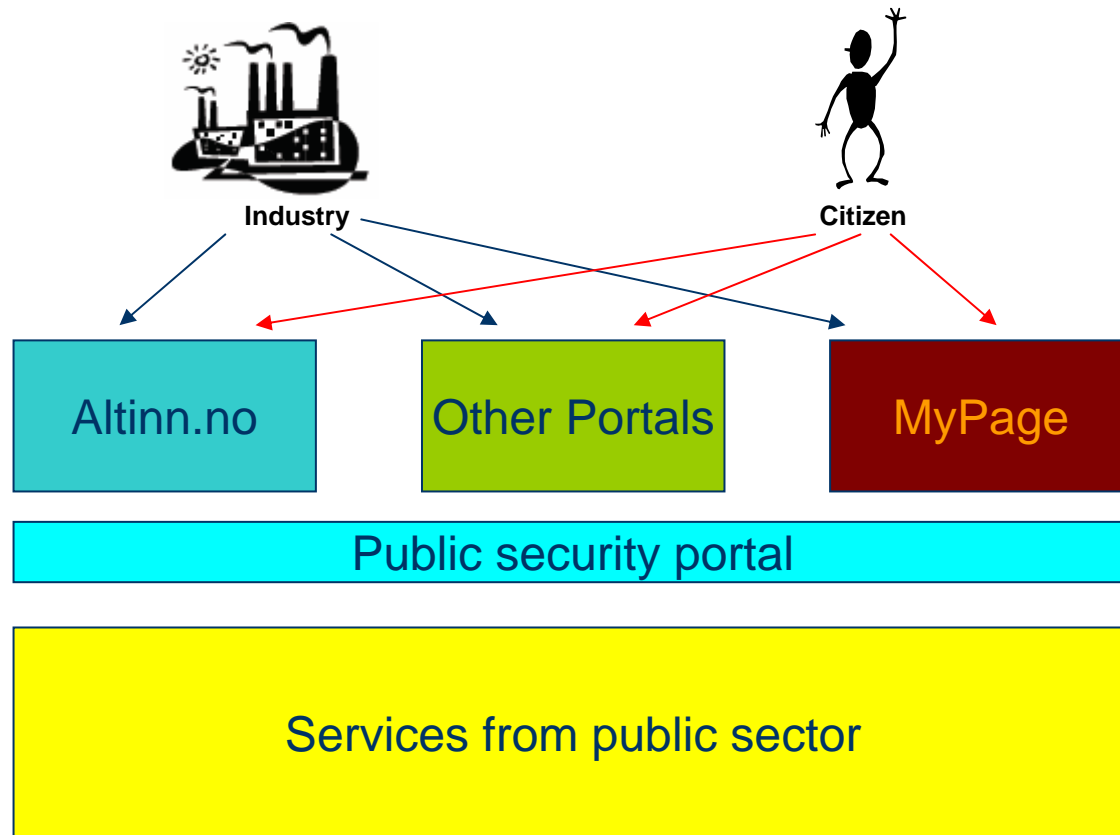 Industry
Citizen
Altinn.no
Other Portals
MyPage
Public security portal
Services from public sector